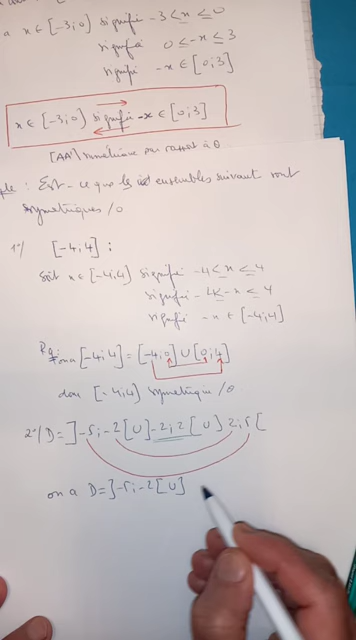 x ∈ [-3;0] signifie -3 ≤ x ≤ 0
signifie 0 ≤ -x ≤ 3
signifie -x ∈ [0;3]
x ∈ [-3;0] signifie -x ∈ [0;3]
[AA'] symétrique par rapport à θ
ple : Est-ce que les ensembles suivant sont
symétriques /0
1°/ [-4;4] :
Soit x ∈ [-4;4] signifie -4 ≤ x ≤ 4
signifie -4 ≤ -x ≤ 4
signifie -x ∈ [-4;4]
Rq: on a [-4;4] = [-4;0] U [0;4]
donc [-4;4] symétrique /θ
2°/ D = ]-5;-2[ U ]-2;2[ U ]2;5[
on a D = ]-5;-2[ U ]